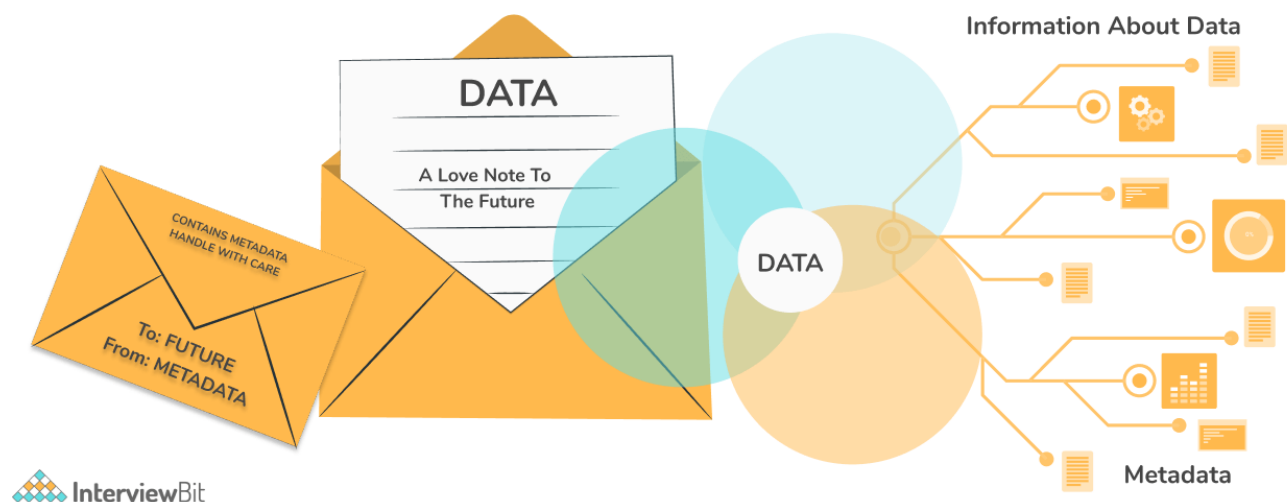 Information About Data
DATA
A Love Note To
The Future
CONTAINS METADATA
HANDLE WITH CARE
To: FUTURE
From: METADATA
DATA
Metadata
InterviewBit